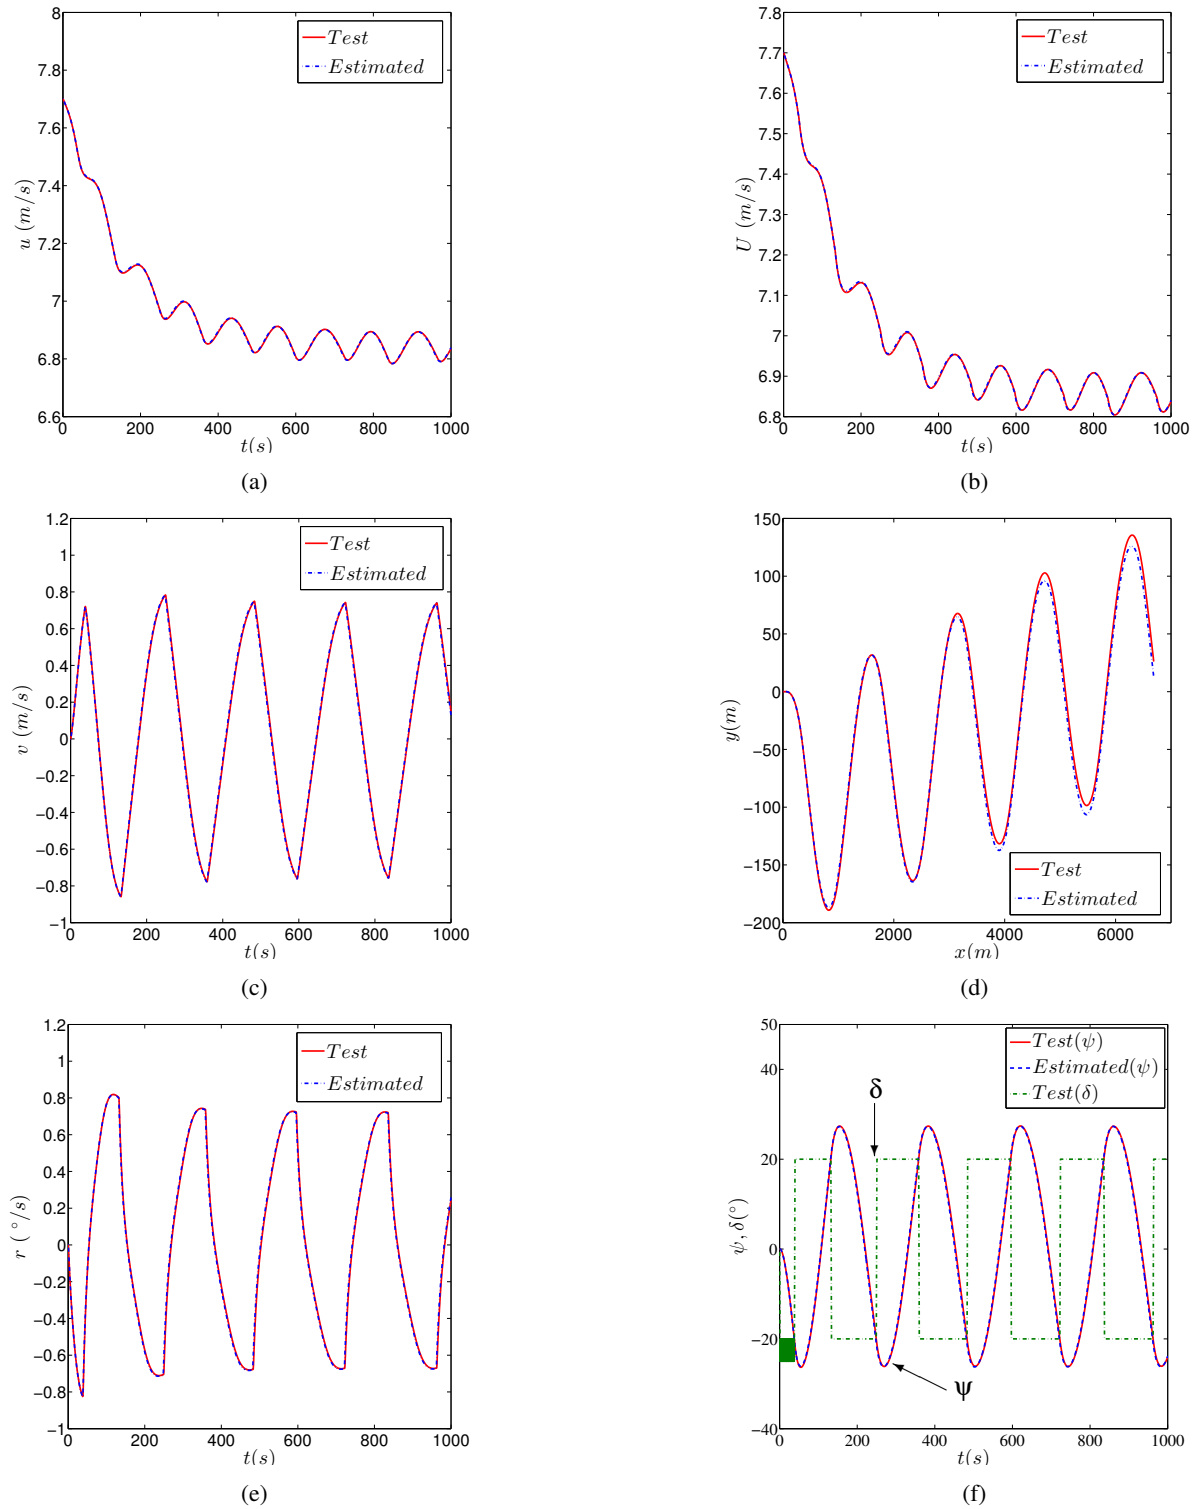 8
7.8
7.6
7.4
7.2
7
6.8
6.6
u (m/s)
0 200 400 600 800 1000
t(s)
Test
Estimated
(a)
7.8
7.7
7.6
7.5
7.4
7.3
7.2
7.1
7
6.9
6.8
U (m/s)
0 200 400 600 800 1000
t(s)
Test
Estimated
(b)
1.2
1
0.8
0.6
0.4
0.2
0
−0.2
−0.4
−0.6
−0.8
−1
v (m/s)
0 200 400 600 800 1000
t(s)
Test
Estimated
(c)
150
100
50
0
−50
−100
−150
−200
y(m)
0 2000 4000 6000
x(m)
Test
Estimated
(d)
1.2
1
0.8
0.6
0.4
0.2
0
−0.2
−0.4
−0.6
−0.8
−1
r (°/s)
0 200 400 600 800 1000
t(s)
Test
Estimated
(e)
50
40
20
0
−20
−40
ψ, δ(°)
0 200 400 600 800 1000
t(s)
Test(ψ)
Estimated(ψ)
Test(δ)
δ
ψ
(f)